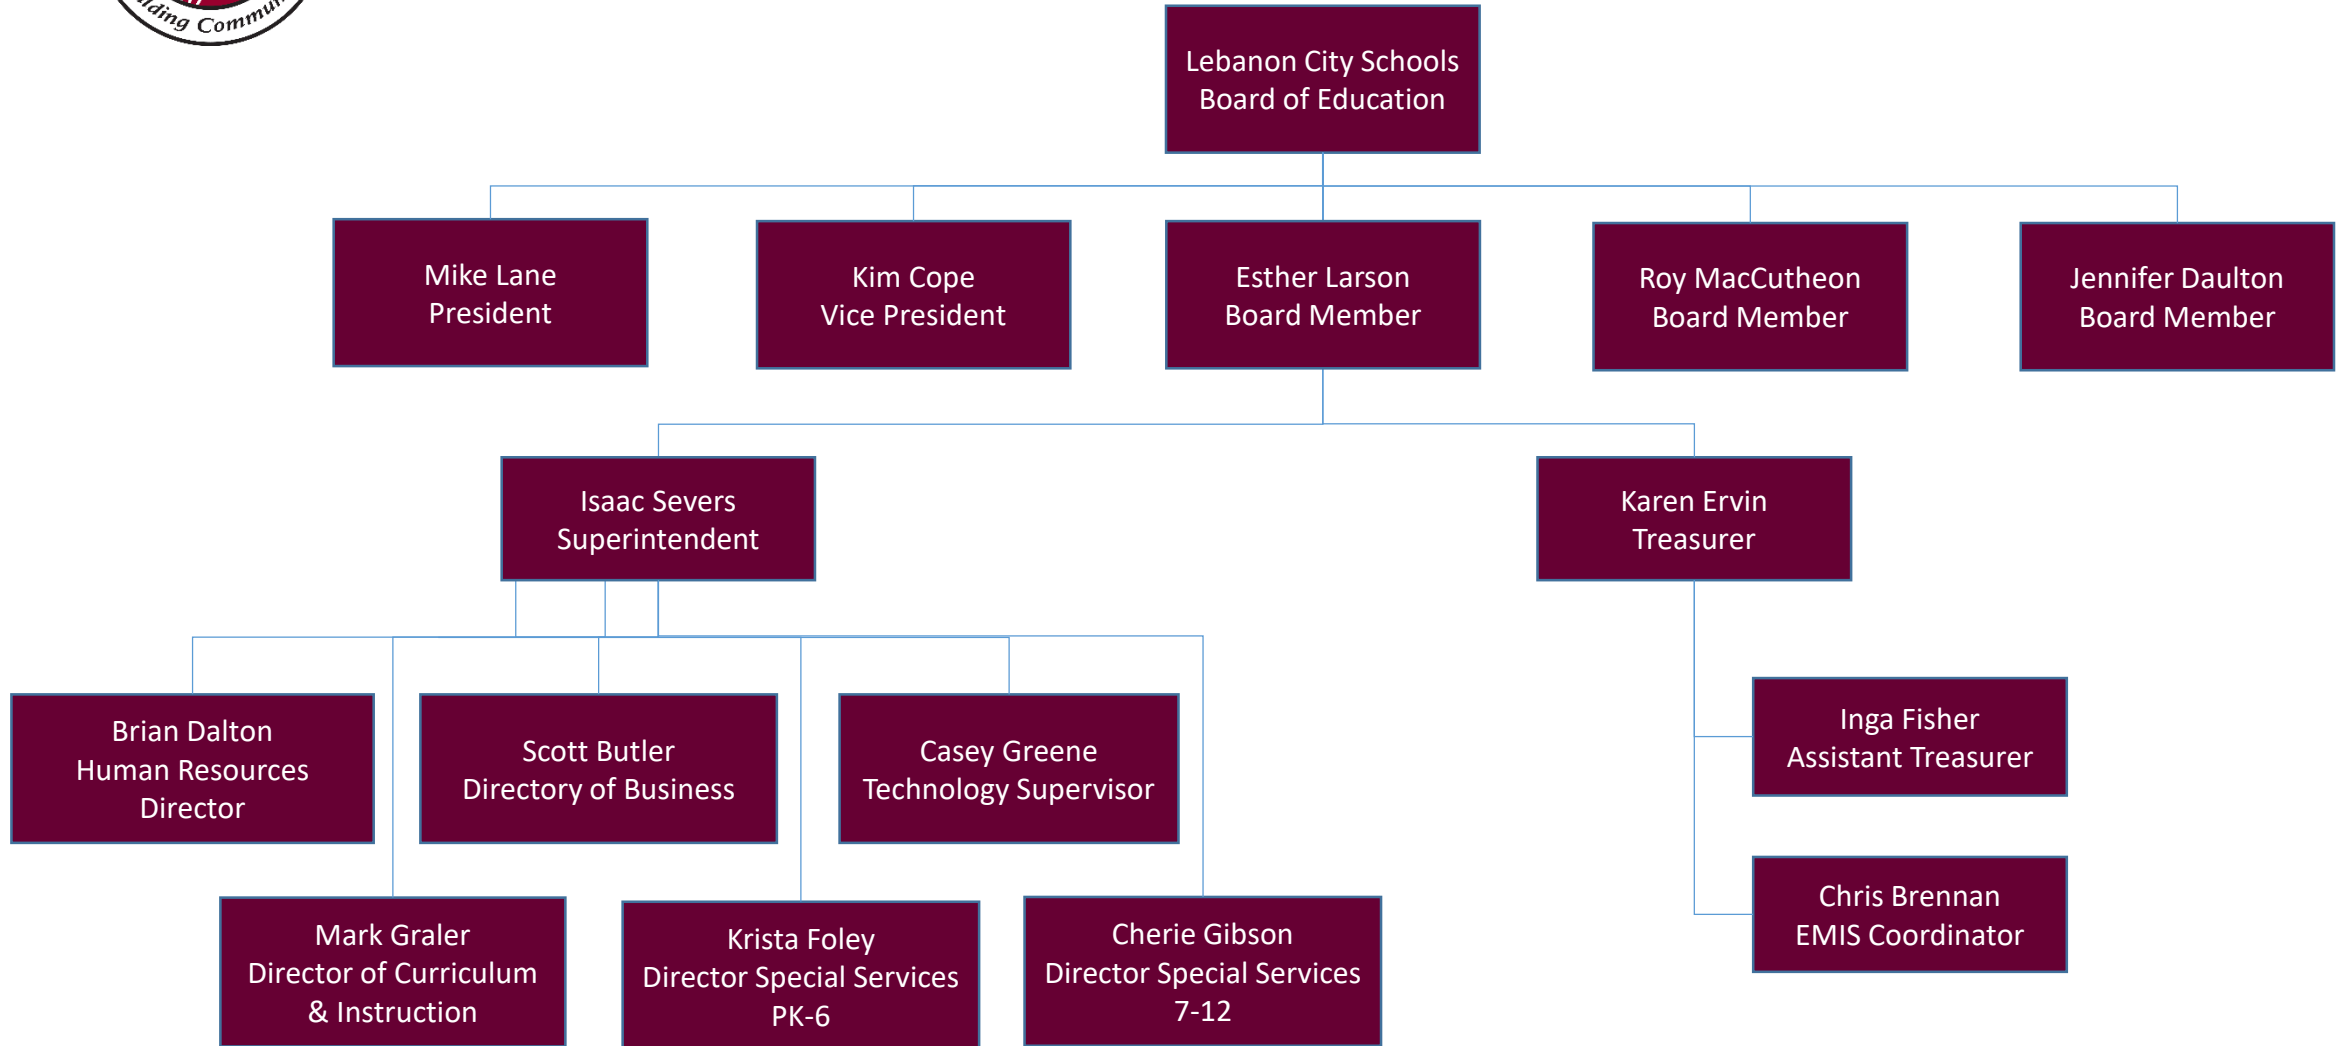 Building Commun
Lebanon City Schools
Board of Education
Mike Lane
President
Kim Cope
Vice President
Esther Larson
Board Member
Roy MacCutheon
Board Member
Jennifer Daulton
Board Member
Isaac Severs
Superintendent
Karen Ervin
Treasurer
Brian Dalton
Human Resources
Director
Scott Butler
Directory of Business
Casey Greene
Technology Supervisor
Inga Fisher
Assistant Treasurer
Mark Graler
Director of Curriculum
& Instruction
Krista Foley
Director Special Services
PK-6
Cherie Gibson
Director Special Services
7-12
Chris Brennan
EMIS Coordinator